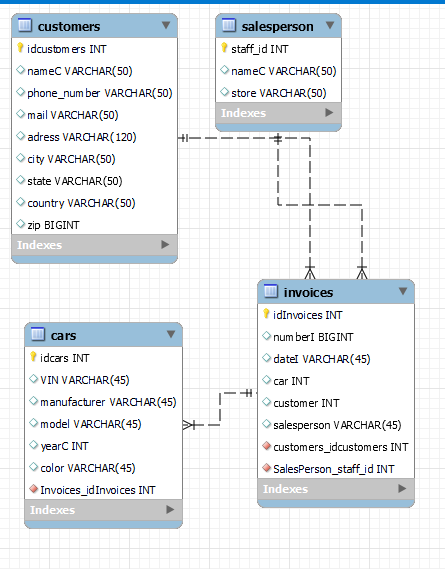 customers
idcustomers INT
nameC VARCHAR(50)
phone_number VARCHAR(50)
mail VARCHAR(50)
adress VARCHAR(120)
city VARCHAR(50)
state VARCHAR(50)
country VARCHAR(50)
zip BIGINT
Indexes
salesperson
staff_id INT
nameC VARCHAR(50)
store VARCHAR(50)
Indexes
cars
idcars INT
VIN VARCHAR(45)
manufacturer VARCHAR(45)
model VARCHAR(45)
yearC INT
color VARCHAR(45)
Invoices_idInvoices INT
Indexes
invoices
idInvoices INT
numberI BIGINT
dateI VARCHAR(45)
car INT
customer INT
salesperson VARCHAR(45)
customers_idcustomers INT
SalesPerson_staff_id INT
Indexes